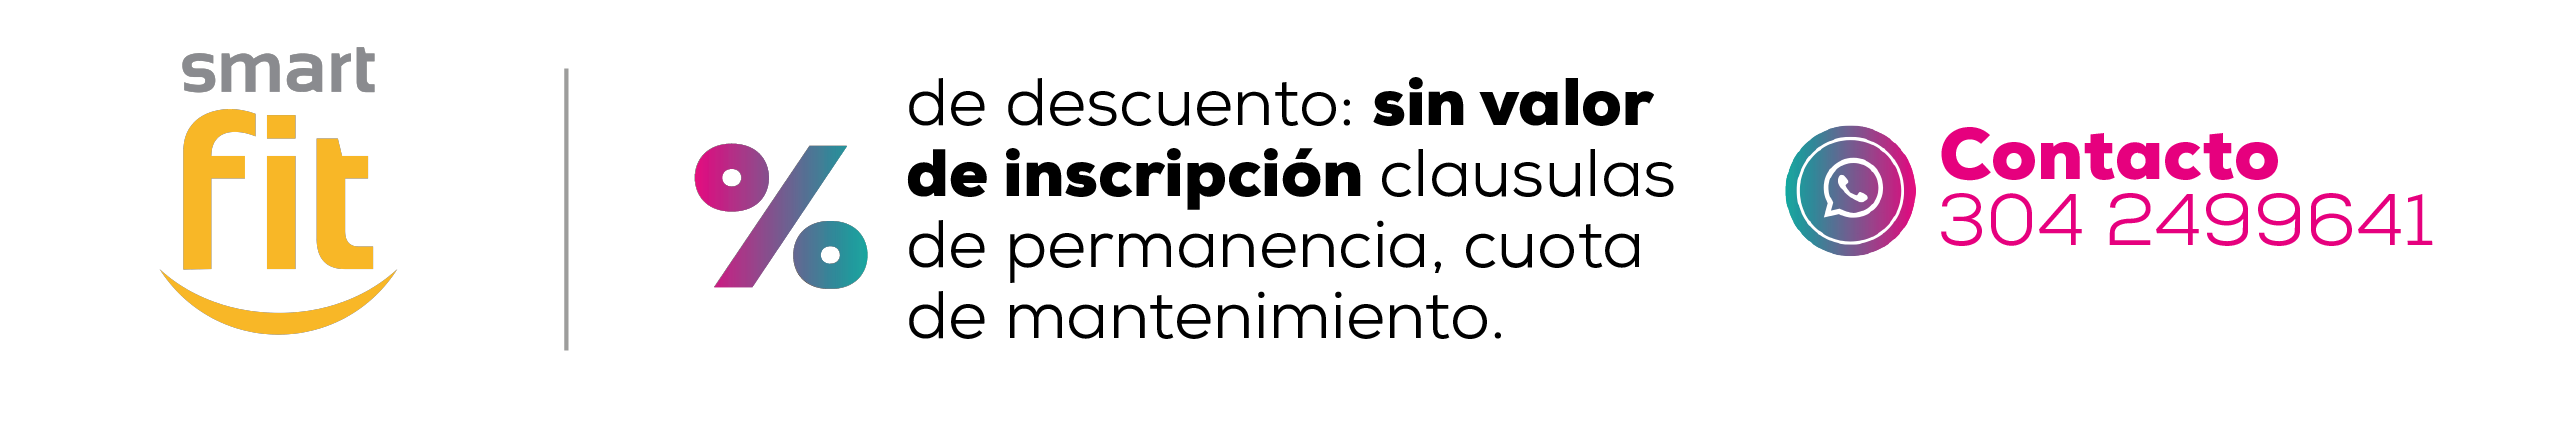 smart
fit
%
de descuento: sin valor
de inscripción clausulas
de permanencia, cuota
de mantenimiento.
Contacto
304 2499641